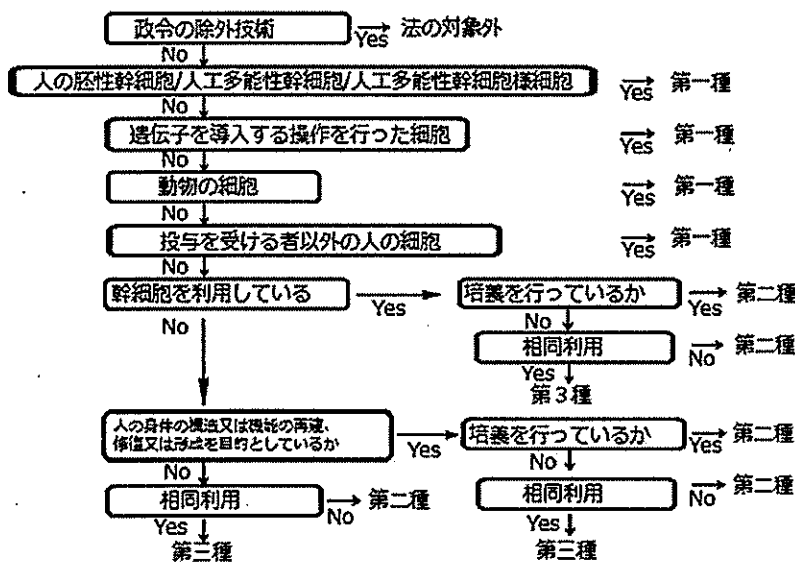 政令の除外技術 Yes 法の対象外
No
人の胚性幹細胞/人工多能性幹細胞/人工多能性幹細胞様細胞 Yes 第一種
No
遺伝子を導入する操作を行った細胞 Yes 第一種
No
動物の細胞 Yes 第一種
No
投与を受ける者以外の人の細胞 Yes 第一種
No
幹細胞を利用している Yes 培養を行っているか Yes 第二種
No No
相同利用 No 第二種
Yes
第3種
人の身体の構造又は機能の再建、
修復又は形成を目的としているか Yes 培養を行っているか Yes 第二種
No No
相同利用 No 第二種 相同利用 No 第二種
Yes Yes
第三種 第三種